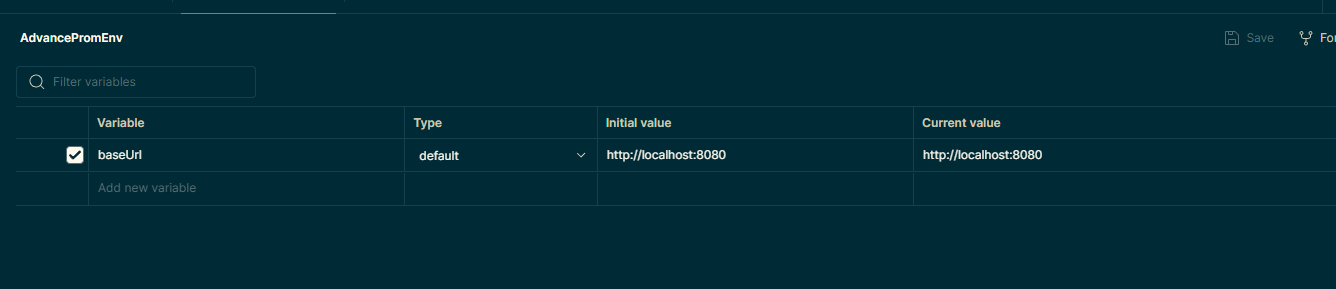 AdvancePromEnv
Save
For
Filter variables
Variable Type Initial value Current value
baseUrl default http://localhost:8080 http://localhost:8080
Add new variable